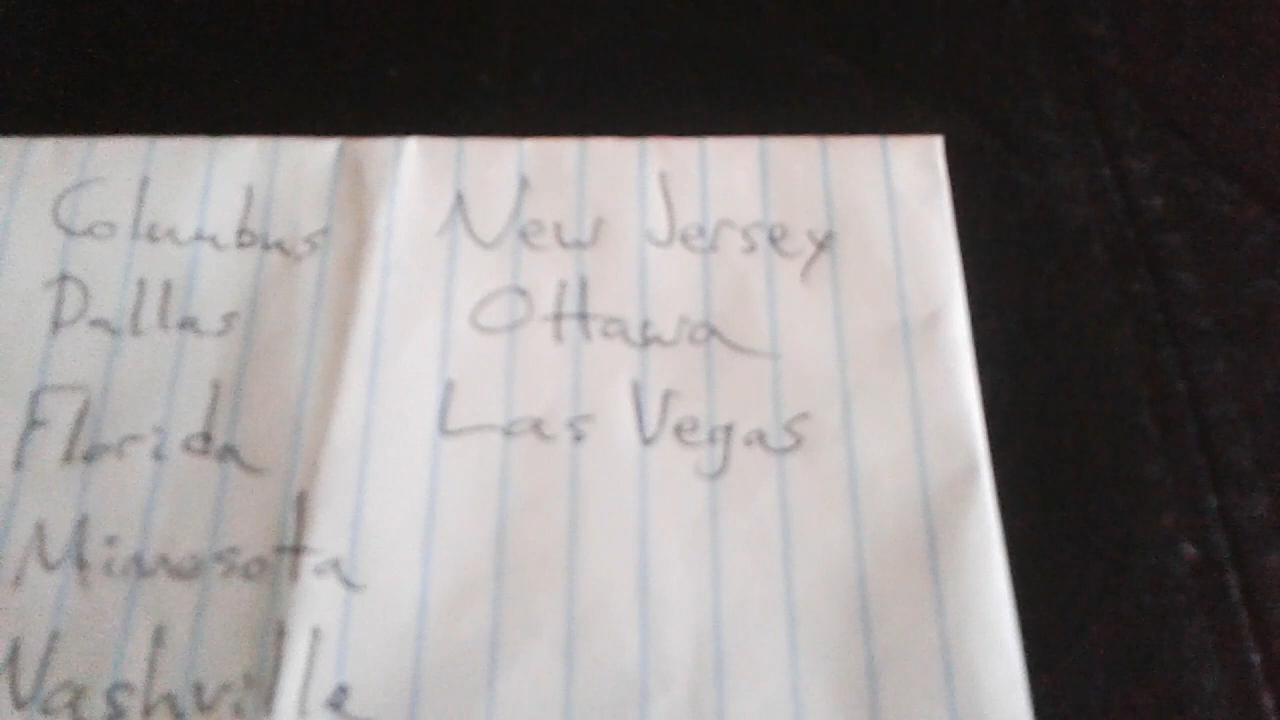 Columbus
Dallas
Florida
Minnesota
Nashville
New Jersey
Ottawa
Las Vegas